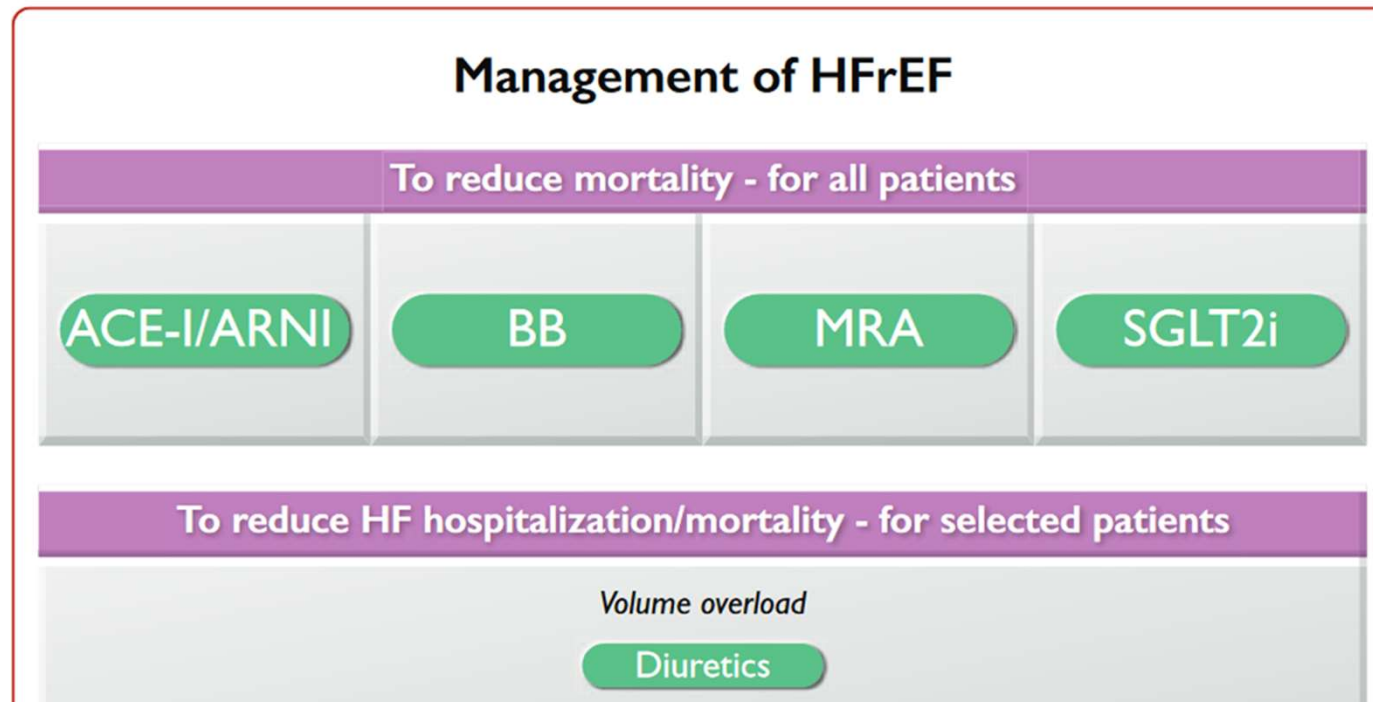 Management of HFrEF
To reduce mortality - for all patients
ACE-I/ARNI BB MRA SGLT2i
To reduce HF hospitalization/mortality - for selected patients
Volume overload
Diuretics